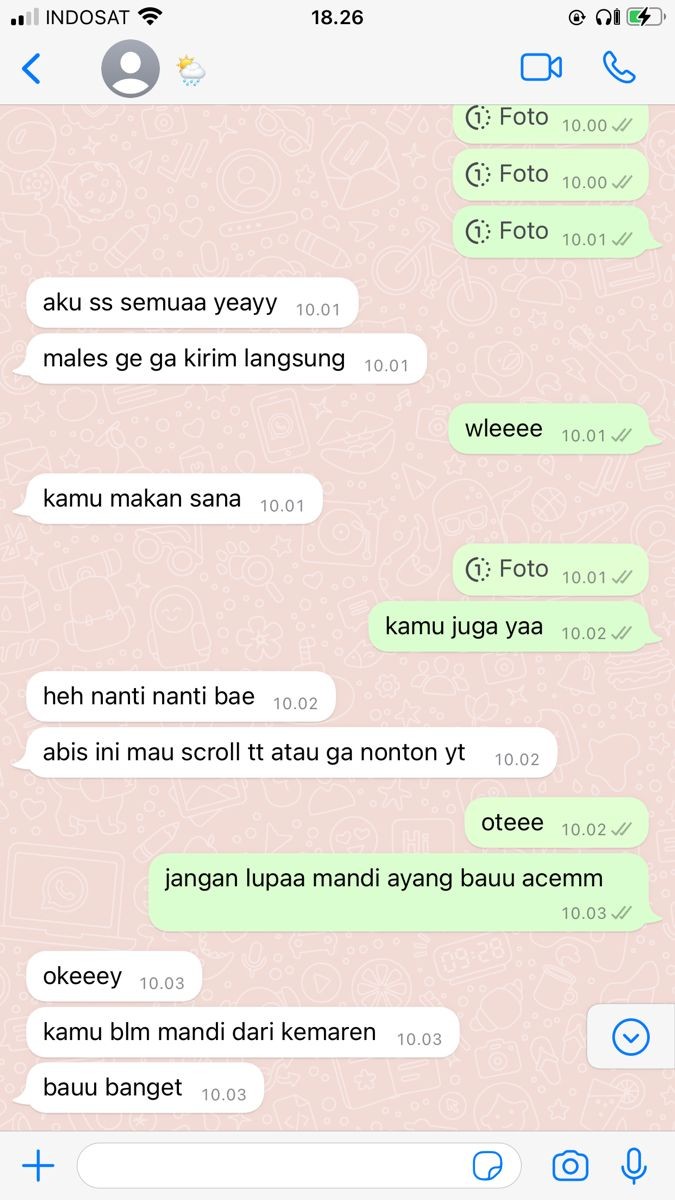 INDOSAT 18.26
1 Foto 10.00
1 Foto 10.00
1 Foto 10.01
aku ss semuaa yeayy 10.01
males ge ga kirim langsung 10.01
wleeee 10.01
kamu makan sana 10.01
1 Foto 10.01
kamu juga yaa 10.02
heh nanti nanti bae 10.02
abis ini mau scroll tt atau ga nonton yt 10.02
oteee 10.02
jangan lupaa mandi ayang bauu acemm
10.03
okeeey 10.03
kamu blm mandi dari kemaren 10.03
bauu banget 10.03